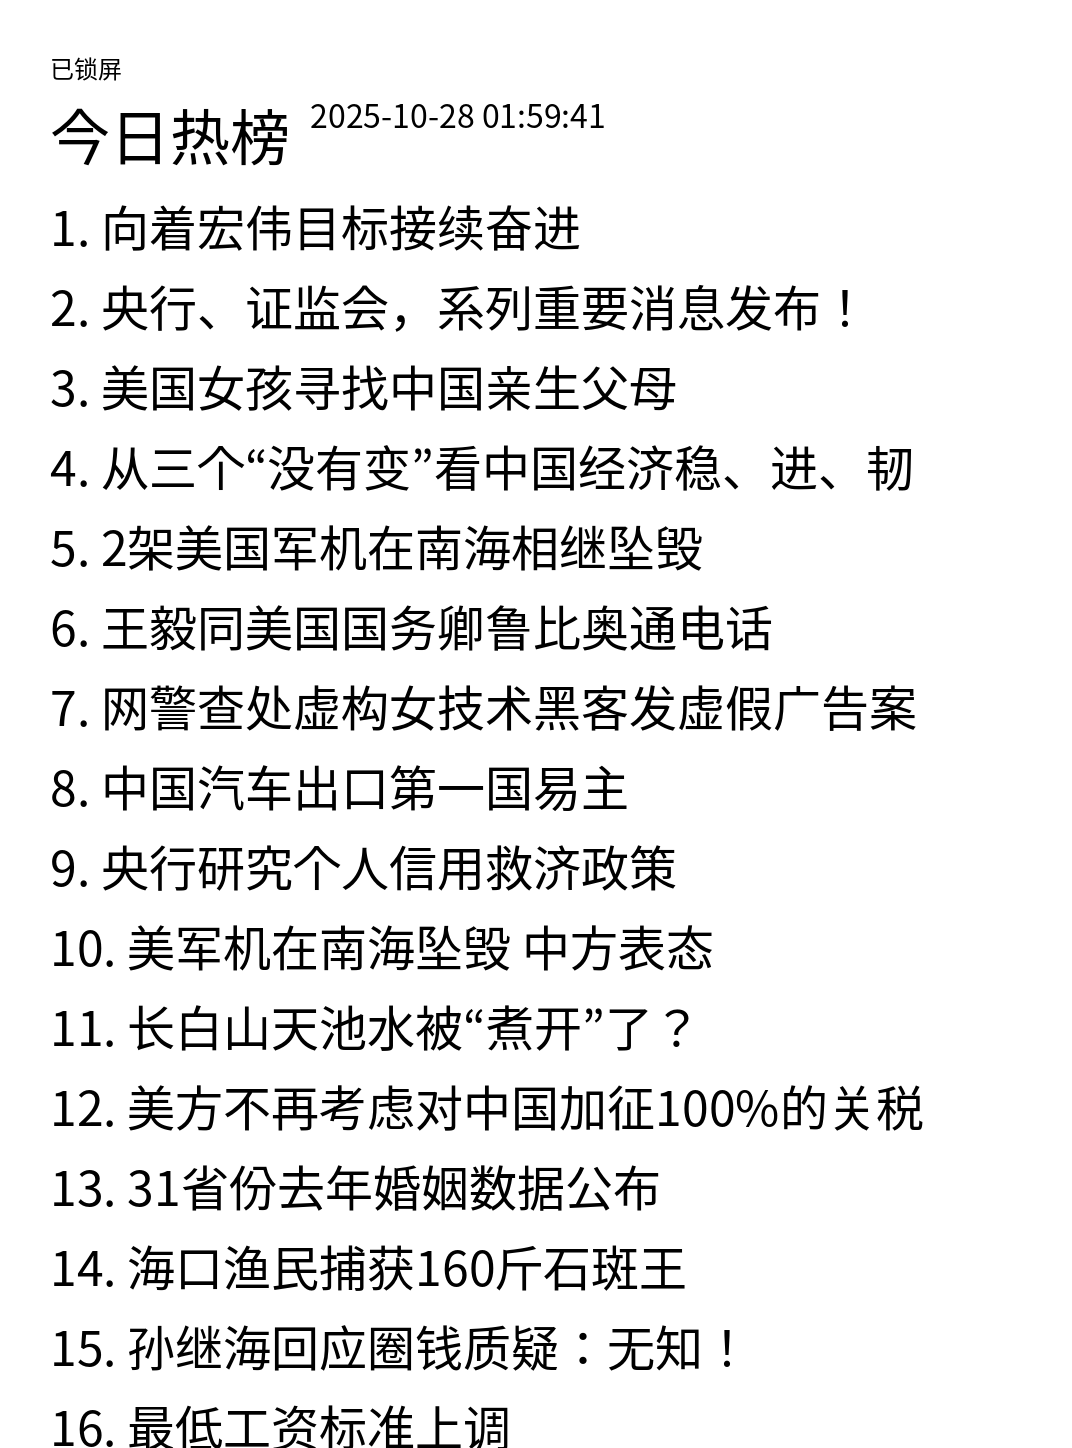 已锁屏
今日热榜 2025-10-28 01:59:41
1. 向着宏伟目标接续奋进
2. 央行、证监会，系列重要消息发布！
3. 美国女孩寻找中国亲生父母
4. 从三个“没有变”看中国经济稳、进、韧
5. 2架美国军机在南海相继坠毁
6. 王毅同美国国务卿鲁比奥通电话
7. 网警查处虚构女技术黑客发虚假广告案
8. 中国汽车出口第一国易主
9. 央行研究个人信用救济政策
10. 美军机在南海坠毁 中方表态
11. 长白山天池水被“煮开”了？
12. 美方不再考虑对中国加征100%的关税
13. 31省份去年婚姻数据公布
14. 海口渔民捕获160斤石斑王
15. 孙继海回应圈钱质疑：无知！
16. 最低工资标准上调